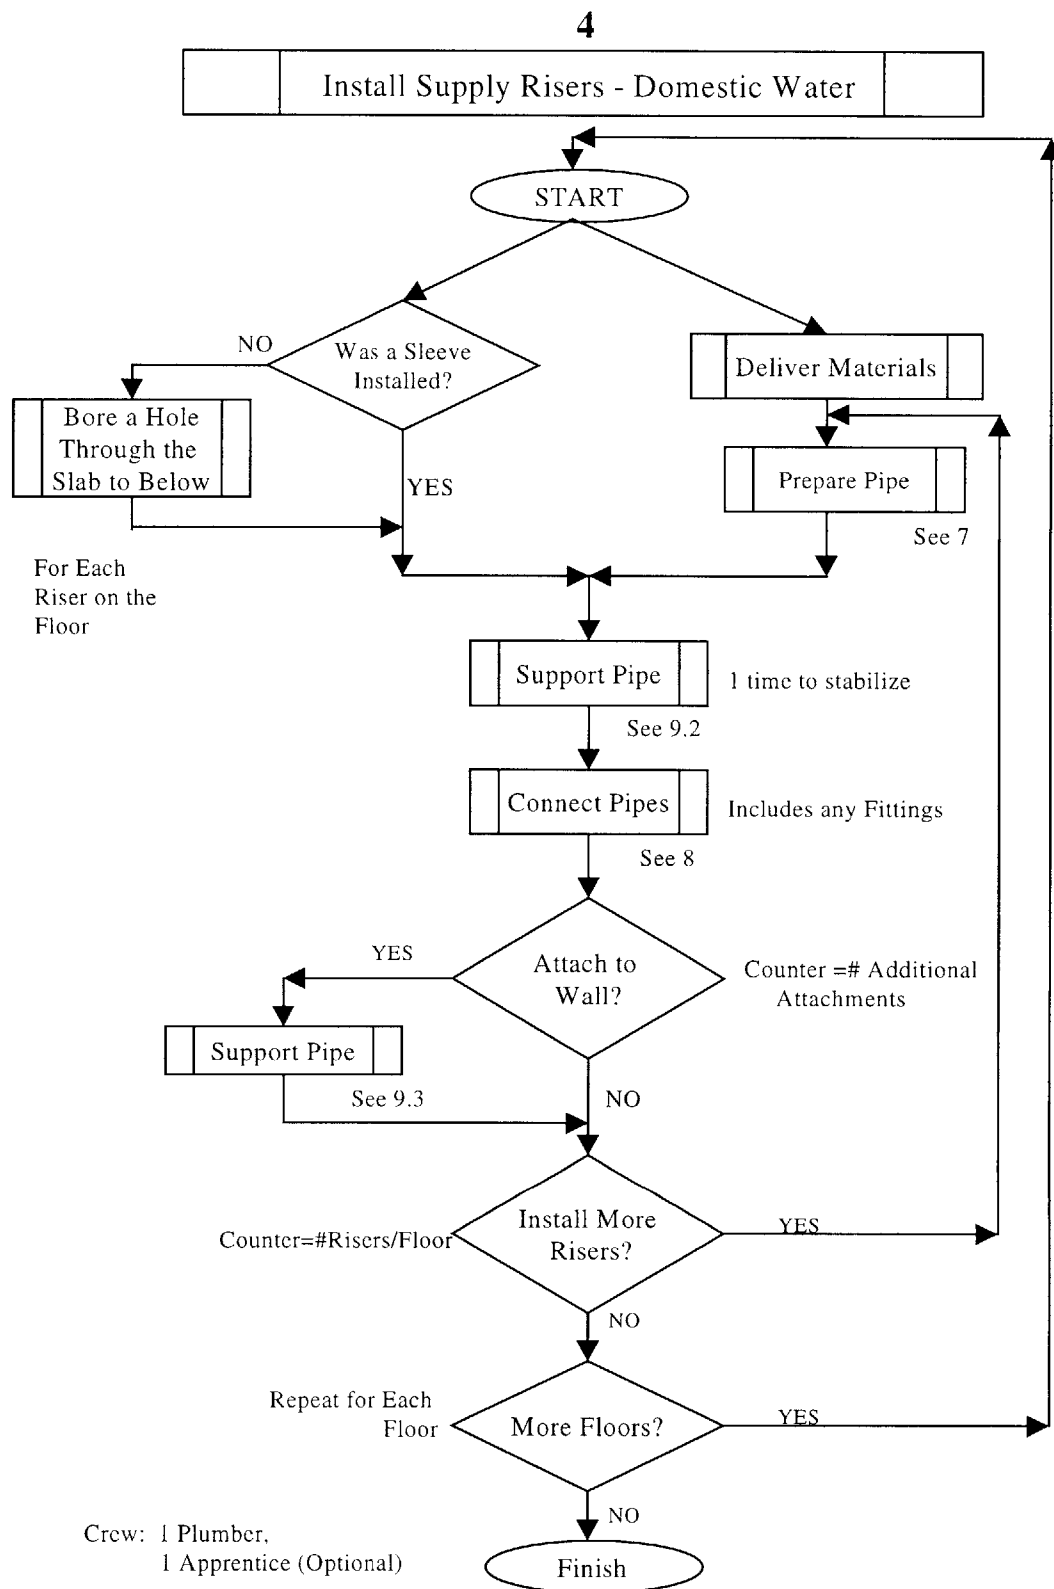 4
Install Supply Risers - Domestic Water
START
NO
Was a Sleeve
Installed?
Deliver Materials
Bore a Hole
Through the
Slab to Below
YES
Prepare Pipe
See 7
For Each
Riser on the
Floor
Support Pipe
1 time to stabilize
See 9.2
Connect Pipes
Includes any Fittings
See 8
YES
Attach to
Wall?
Counter =# Additional
Attachments
Support Pipe
See 9.3
NO
Counter=#Risers/Floor
Install More
Risers?
YES
NO
Repeat for Each
Floor
More Floors?
YES
NO
Crew: 1 Plumber,
1 Apprentice (Optional)
Finish